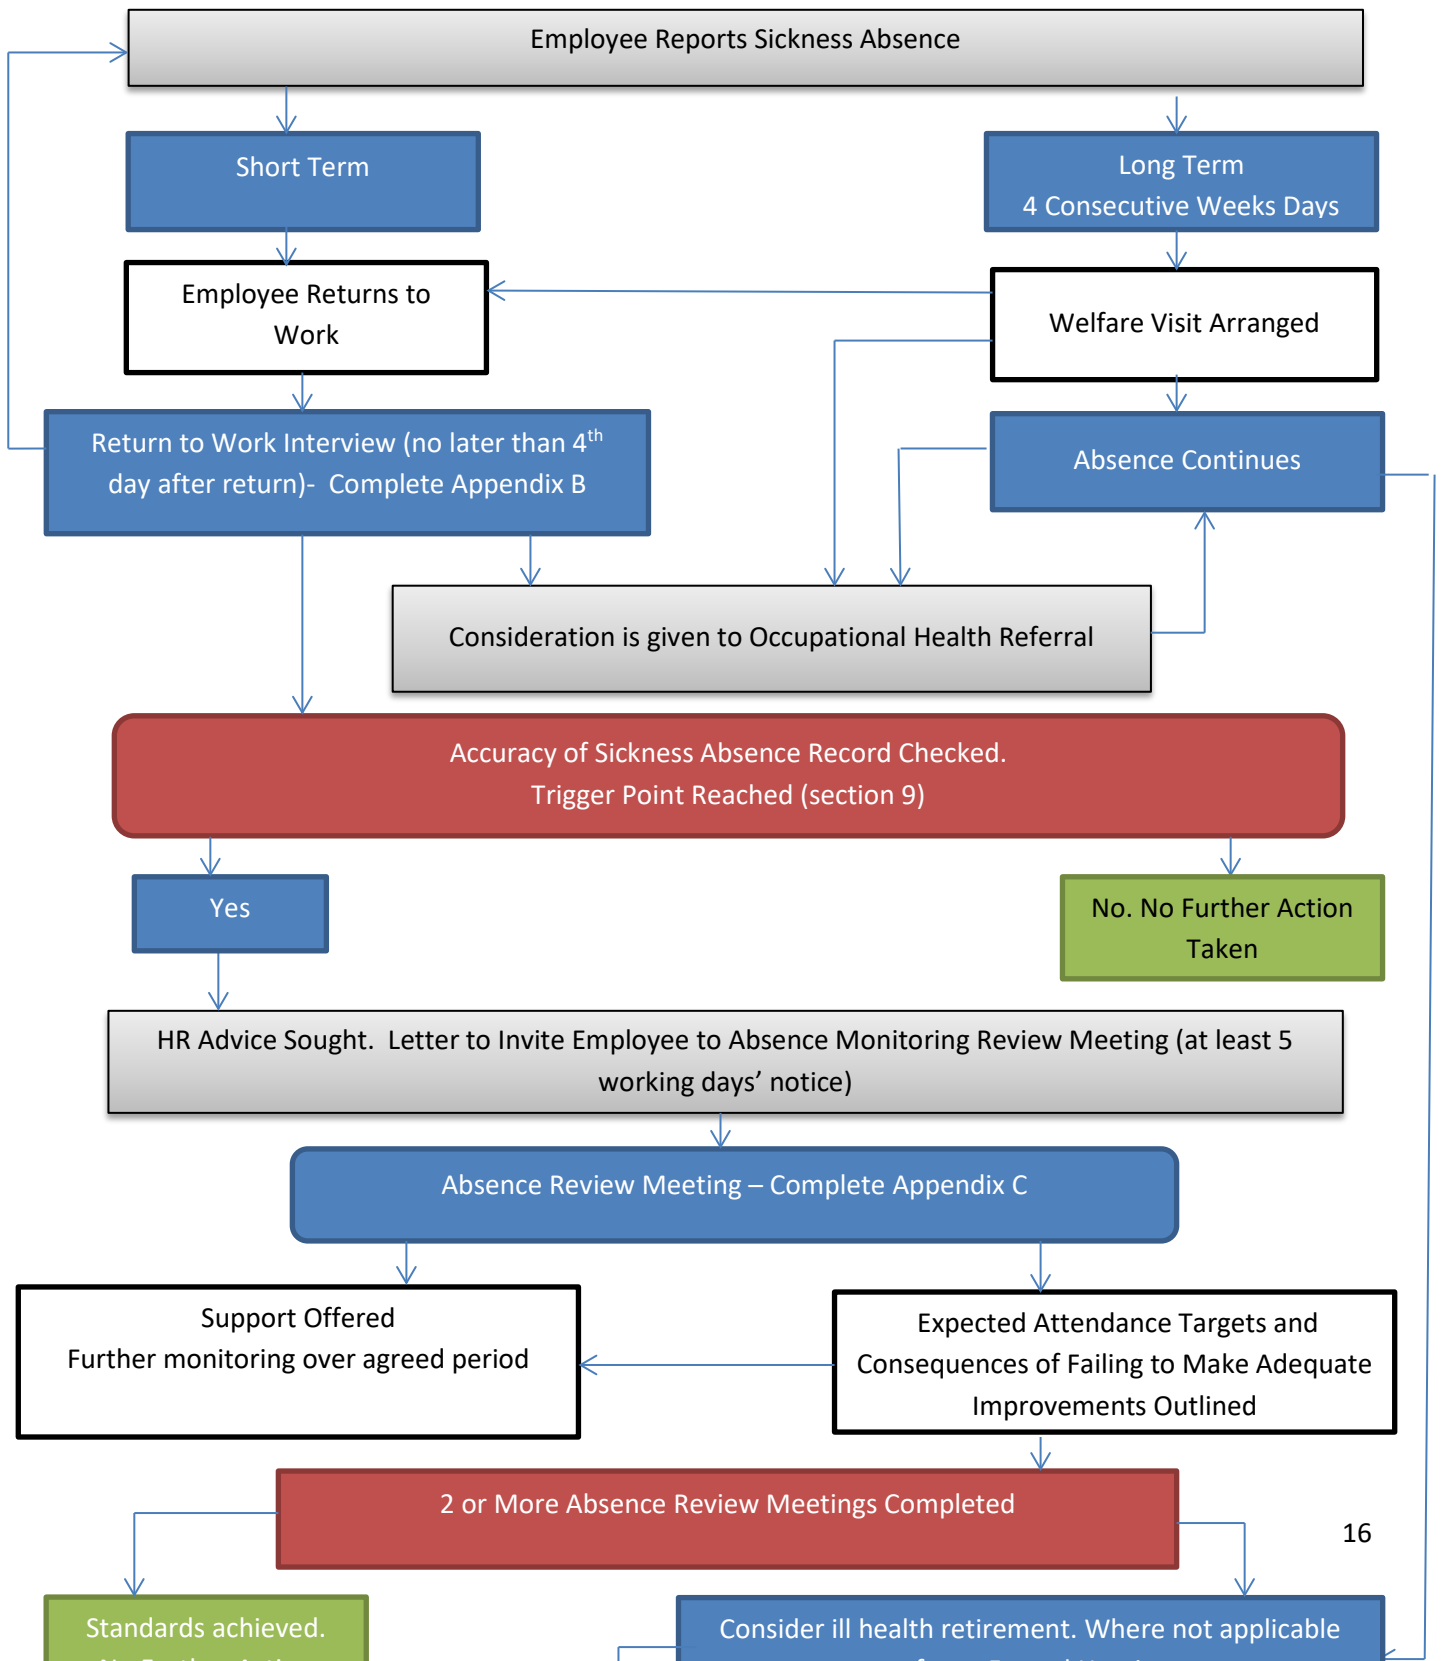 Employee Reports Sickness Absence
Short Term
Long Term
4 Consecutive Weeks Days
Employee Returns to
Work
Welfare Visit Arranged
Return to Work Interview (no later than 4th
day after return)- Complete Appendix B
Absence Continues
Consideration is given to Occupational Health Referral
Accuracy of Sickness Absence Record Checked.
Trigger Point Reached (section 9)
Yes
No. No Further Action
Taken
HR Advice Sought. Letter to Invite Employee to Absence Monitoring Review Meeting (at least 5
working days’ notice)
Absence Review Meeting – Complete Appendix C
Support Offered
Further monitoring over agreed period
Expected Attendance Targets and
Consequences of Failing to Make Adequate
Improvements Outlined
2 or More Absence Review Meetings Completed
16
Standards achieved.
Consider ill health retirement. Where not applicable